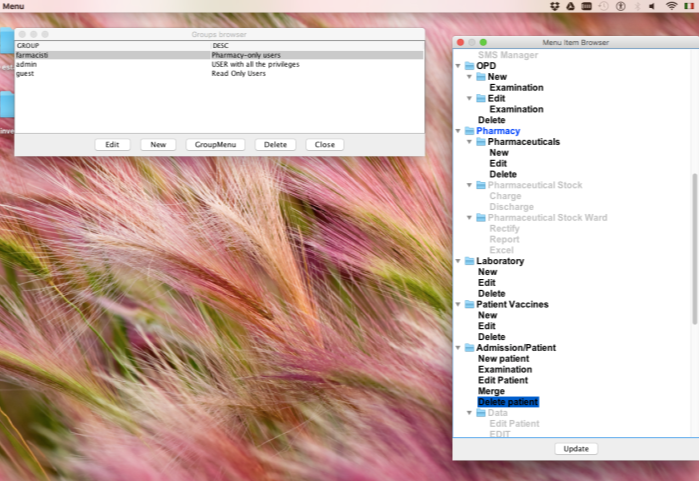 Menu
Groups browser
GROUP DESC
farmacisti Pharmacy-only users
admin USER with all the privileges
guest Read Only Users
Edit New GroupMenu Delete Close
Menu Item Browser
SMS Manager
OPD
New
Examination
Edit
Examination
Delete
Pharmacy
Pharmaceuticals
New
Edit
Delete
Pharmaceutical Stock
Charge
Discharge
Pharmaceutical Stock Ward
Rectify
Report
Excel
Laboratory
New
Edit
Delete
Patient Vaccines
New
Edit
Delete
Admission/Patient
New patient
Examination
Edit Patient
Merge
Delete patient
Data
Edit Patient
EDIT
Update